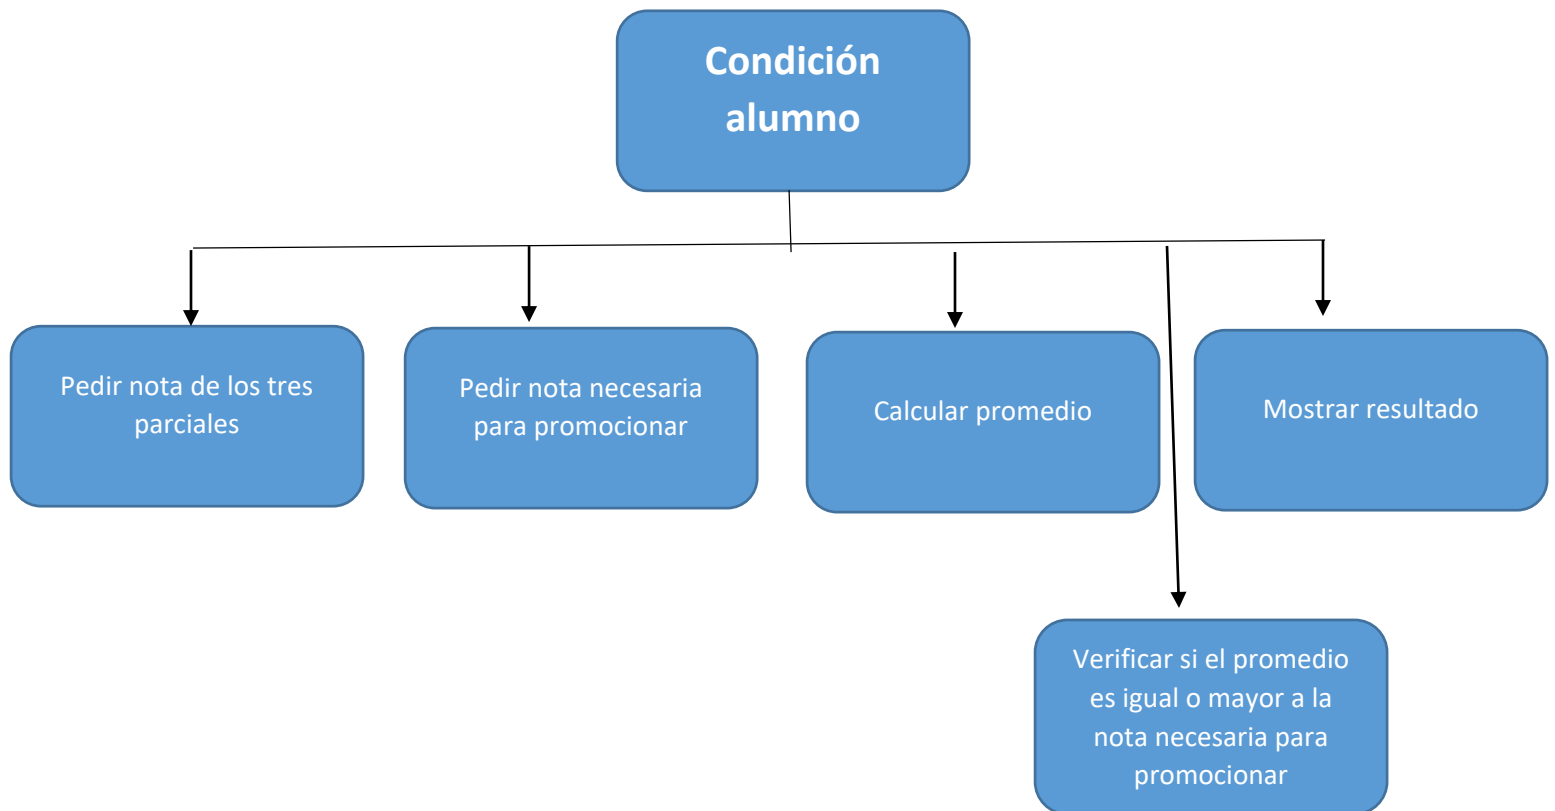 Condición
alumno
Pedir nota de los tres
parciales
Pedir nota necesaria
para promocionar
Calcular promedio
Mostrar resultado
Verificar si el promedio
es igual o mayor a la
nota necesaria para
promocionar